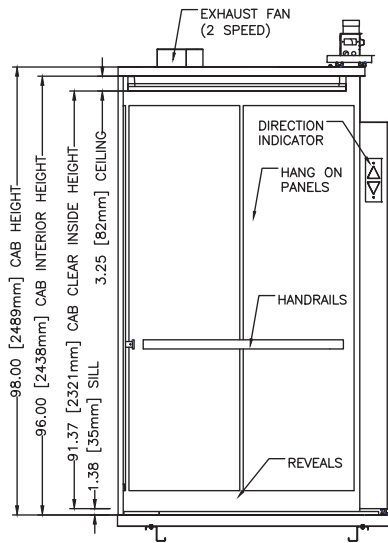 EXHAUST FAN
(2 SPEED)
DIRECTION
INDICATOR
HANG ON
PANELS
HANDRAILS
REVEALS
98.00 [2489mm] CAB HEIGHT
96.00 [2438mm] CAB INTERIOR HEIGHT
91.37 [2321mm] CAB CLEAR INSIDE HEIGHT
3.25 [82mm] CEILING
1.38 [35mm] SILL